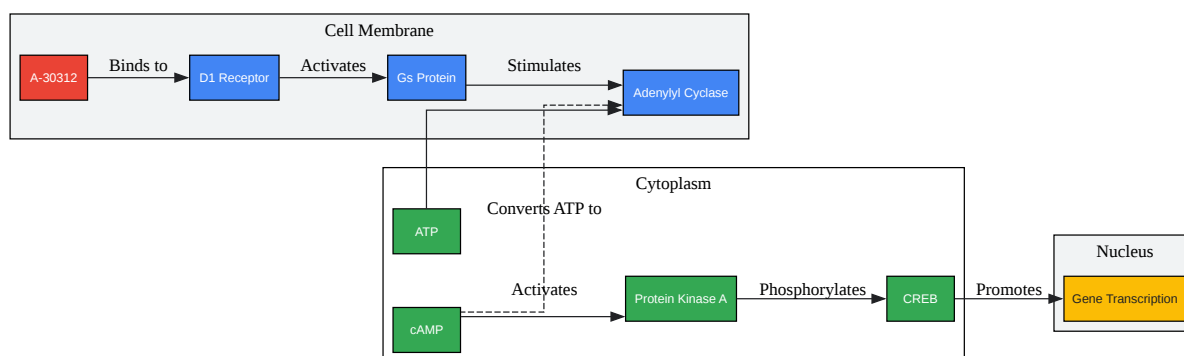 Cell Membrane
A-30312
Binds to
D1 Receptor
Activates
Gs Protein
Stimulates
Adenylyl Cyclase
Cytoplasm
Converts ATP to
ATP
cAMP
Activates
Protein Kinase A
Phosphorylates
CREB
Promotes
Nucleus
Gene Transcription